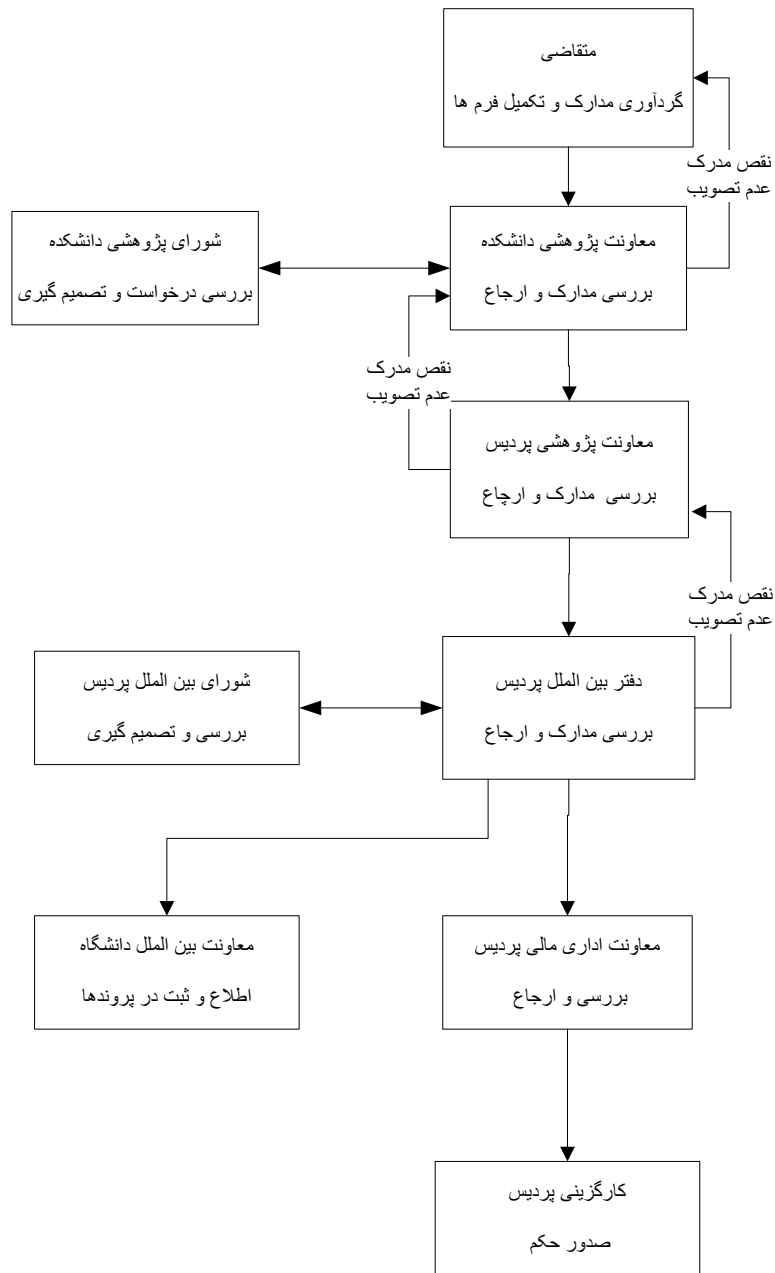 متقاضی
گردآوری مدارک و تکمیل فرم ها
نقص مدرک
عدم تصویب
معاونت پژوهشی دانشکده
بررسی مدارک و ارجاع
شورای پژوهشی دانشکده
بررسی درخواست و تصمیم گیری
نقص مدرک
عدم تصویب
معاونت پژوهشی پردیس
بررسی مدارک و ارچاع
نقص مدرک
عدم تصویب
دفتر بین الملل پردیس
بررسی مدارک و ارجاع
شورای بین الملل پردیس
بررسی و تصمیم گیری
معاونت اداری مالی پردیس
بررسی و ارجاع
معاونت بین الملل دانشگاه
اطلاع و ثبت در پروندها
کارگزینی پردیس
صدور حکم